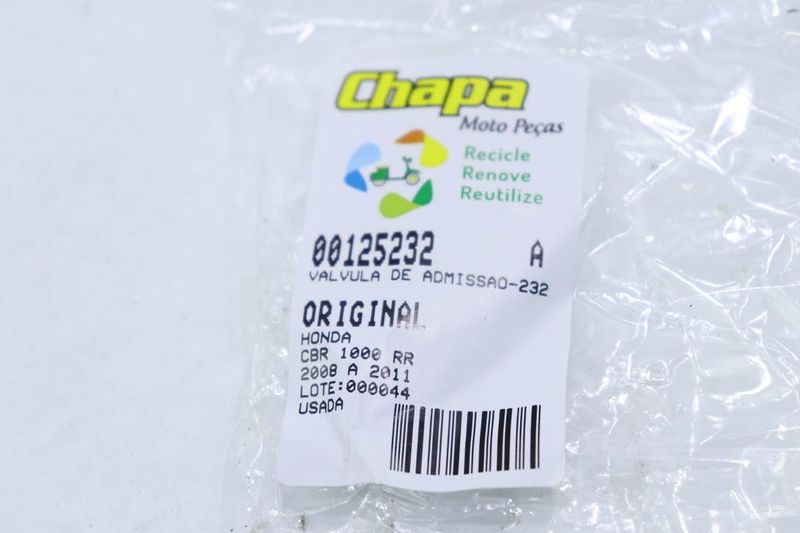 Chapa
Moto Peças
Recicle
Renove
Reutilize
00125232 A
VALVULA DE ADMISSAO-232
ORIGINAL
HONDA
CBR 1000 RR
2008 A 2011
LOTE:000044
USADA